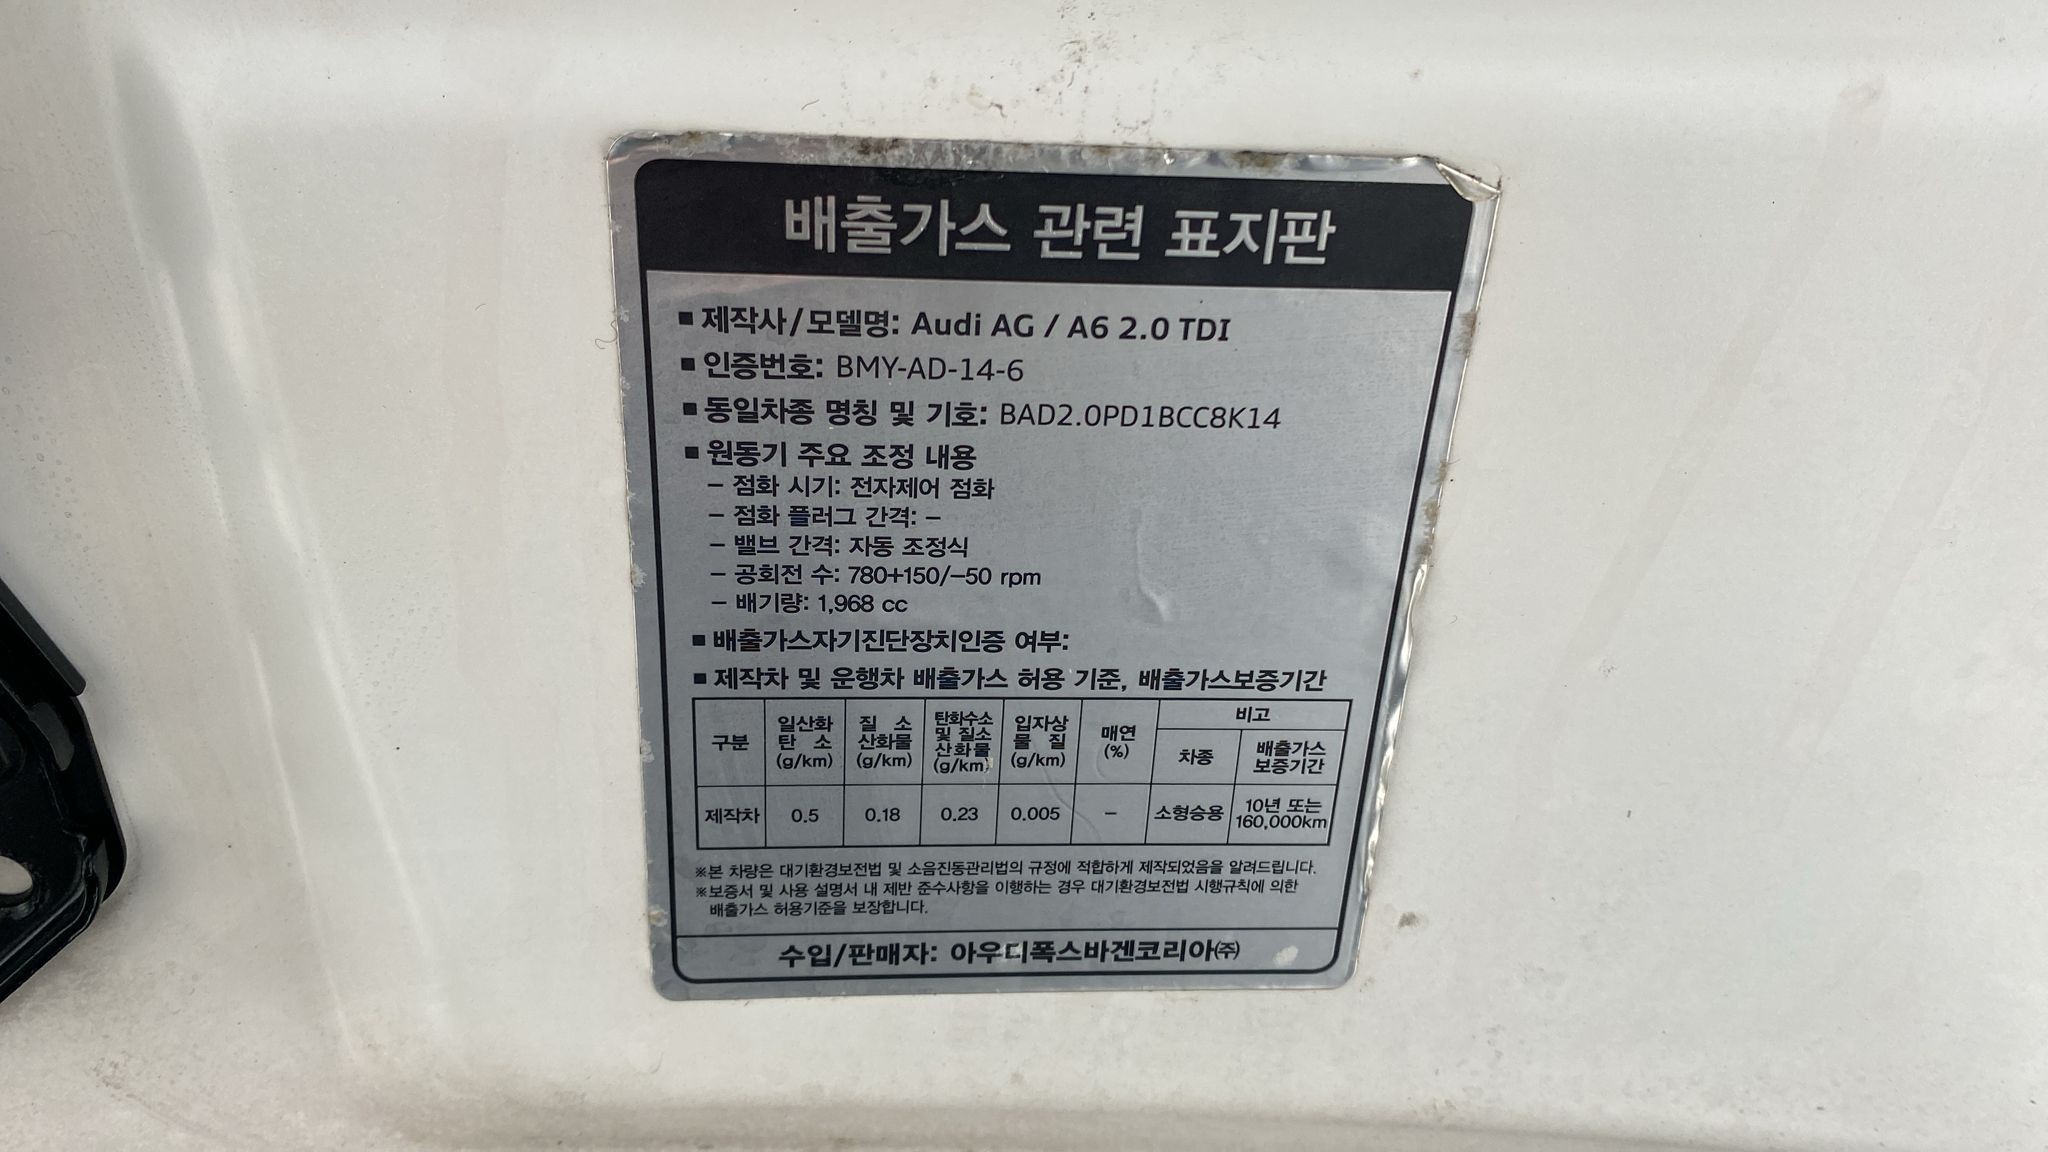 배출가스 관련 표지판
■ 제작사/모델명: Audi AG / A6 2.0 TDI
■ 인증번호: BMY-AD-14-6
■ 동일차종 명칭 및 기호: BAD2.0PD1BCC8K14
■ 원동기 주요 조정 내용
– 점화 시기: 전자제어 점화
– 점화 플러그 간격: –
– 밸브 간격: 자동 조정식
– 공회전 수: 780+150/–50 rpm
– 배기량: 1,968 cc
■ 배출가스자기진단장치인증 여부:
■ 제작차 및 운행차 배출가스 허용 기준, 배출가스보증기간
구분 일산화탄소 (g/km) 질소산화물 (g/km) 탄화수소 및 질소산화물 (g/km) 입자상물질 (g/km) 매연 (%) 비고
차종 배출가스 보증기간
제작차 0.5 0.18 0.23 0.005 – 소형승용 10년 또는 160,000km
※본 차량은 대기환경보전법 및 소음진동관리법의 규정에 적합하게 제작되었음을 알려드립니다.
※보증서 및 사용 설명서 내 제반 준수사항을 이행하는 경우 대기환경보전법 시행규칙에 의한
배출가스 허용기준을 보장합니다.
수입/판매자: 아우디폭스바겐코리아㈜